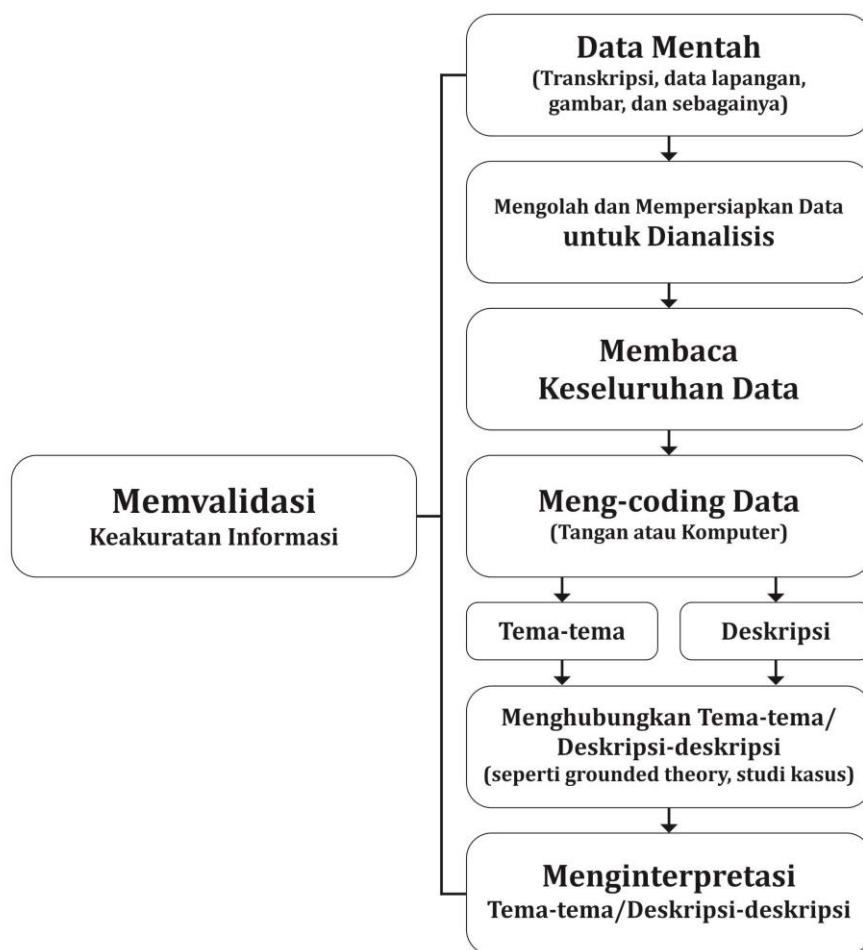 Data Mentah
(Transkripsi, data lapangan,
gambar, dan sebagainya)
Mengolah dan Mempersiapkan Data
untuk Dianalisis
Membaca
Keseluruhan Data
Memvalidasi
Keakuratan Informasi
Meng-coding Data
(Tangan atau Komputer)
Tema-tema
Deskripsi
Menghubungkan Tema-tema/
Deskripsi-deskripsi
(seperti grounded theory, studi kasus)
Menginterpretasi
Tema-tema/Deskripsi-deskripsi